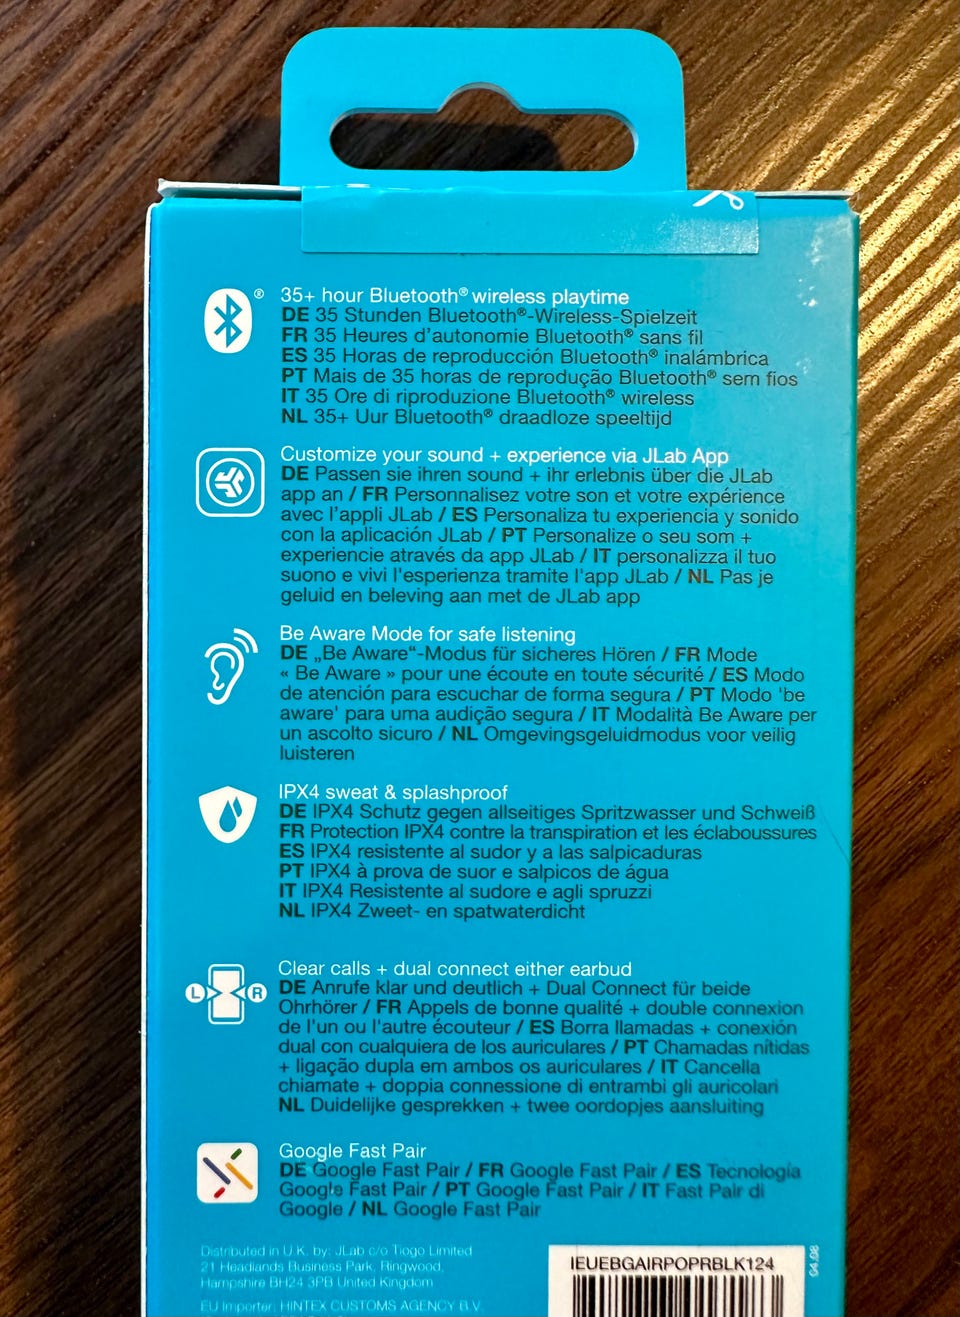 ®
35+ hour Bluetooth® wireless playtime
DE 35 Stunden Bluetooth®-Wireless-Spielzeit
FR 35 Heures d'autonomie Bluetooth® sans fil
ES 35 Horas de reproducción Bluetooth® inalámbrica
PT Mais de 35 horas de reprodução Bluetooth® sem fios
IT 35 Ore di riproduzione Bluetooth® wireless
NL 35+ Uur Bluetooth® draadloze speeltijd
Customize your sound + experience via JLab App
DE Passen sie ihren sound + ihr erlebnis über die JLab
app an / FR Personnalisez votre son et votre expérience
avec l'appli JLab / ES Personaliza tu experiencia y sonido
con la aplicación JLab / PT Personalize o seu som +
experiencie através da app JLab / IT personalizza il tuo
suono e vivi l'esperienza tramite l'app JLab / NL Pas je
geluid en beleving aan met de JLab app
Be Aware Mode for safe listening
DE „Be Aware“-Modus für sicheres Hören / FR Mode
« Be Aware » pour une écoute en toute sécurité / ES Modo
de atención para escuchar de forma segura / PT Modo 'be
aware' para uma audição segura / IT Modalità Be Aware per
un ascolto sicuro / NL Omgevingsgeluidmodus voor veilig
luisteren
IPX4 sweat & splashproof
DE IPX4 Schutz gegen allseitiges Spritzwasser und Schweiß
FR Protection IPX4 contre la transpiration et les éclaboussures
ES IPX4 resistente al sudor y a las salpicaduras
PT IPX4 à prova de suor e salpicos de água
IT IPX4 Resistente al sudore e agli spruzzi
NL IPX4 Zweet- en spatwaterdicht
L R
Clear calls + dual connect either earbud
DE Anrufe klar und deutlich + Dual Connect für beide
Ohrhörer / FR Appels de bonne qualité + double connexion
de l'un ou l'autre écouteur / ES Borra llamadas + conexión
dual con cualquiera de los auriculares / PT Chamadas nítidas
+ ligação dupla em ambos os auriculares / IT Cancella
chiamate + doppia connessione di entrambi gli auricolari
NL Duidelijke gesprekken + twee oordopjes aansluiting
Google Fast Pair
DE Google Fast Pair / FR Google Fast Pair / ES Tecnología
Google Fast Pair / PT Google Fast Pair / IT Fast Pair di
Google / NL Google Fast Pair
Distributed in U.K. by: JLab c/o Tiogo Limited
21 Headlands Business Park, Ringwood,
Hampshire BH24 3PB United Kingdom
EU Importer: HINTEX CUSTOMS AGENCY B.V.
IEUEBGAIRPOPRBLK124
04.08